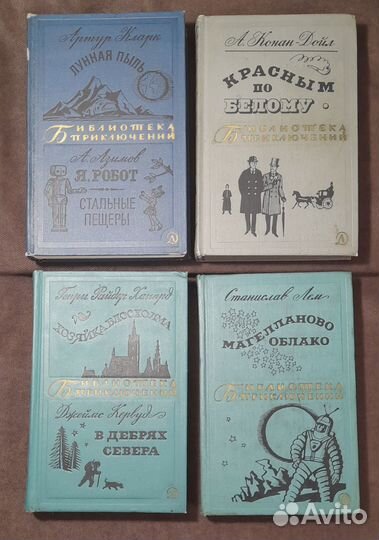 Артур Кларк
ЛУННАЯ ПЫЛЬ
БИБЛИОТЕКА
ПРИКЛЮЧЕНИЙ
А. Азимов
Я, РОБОТ
СТАЛЬНЫЕ
ПЕЩЕРЫ
А. Конан-Дойл
КРАСНЫМ
ПО
БЕЛОМУ
БИБЛИОТЕКА
ПРИКЛЮЧЕНИЙ
Генри Райдер Хаггард
ХОЗЯЙКА БЛОСХОЛМА
БИБЛИОТЕКА
ПРИКЛЮЧЕНИЙ
Джеймс Кервуд
В ДЕБРЯХ
СЕВЕРА
Станислав Лем
МАГЕЛЛАНОВО
ОБЛАКО
БИБЛИОТЕКА
ПРИКЛЮЧЕНИЙ
Avito